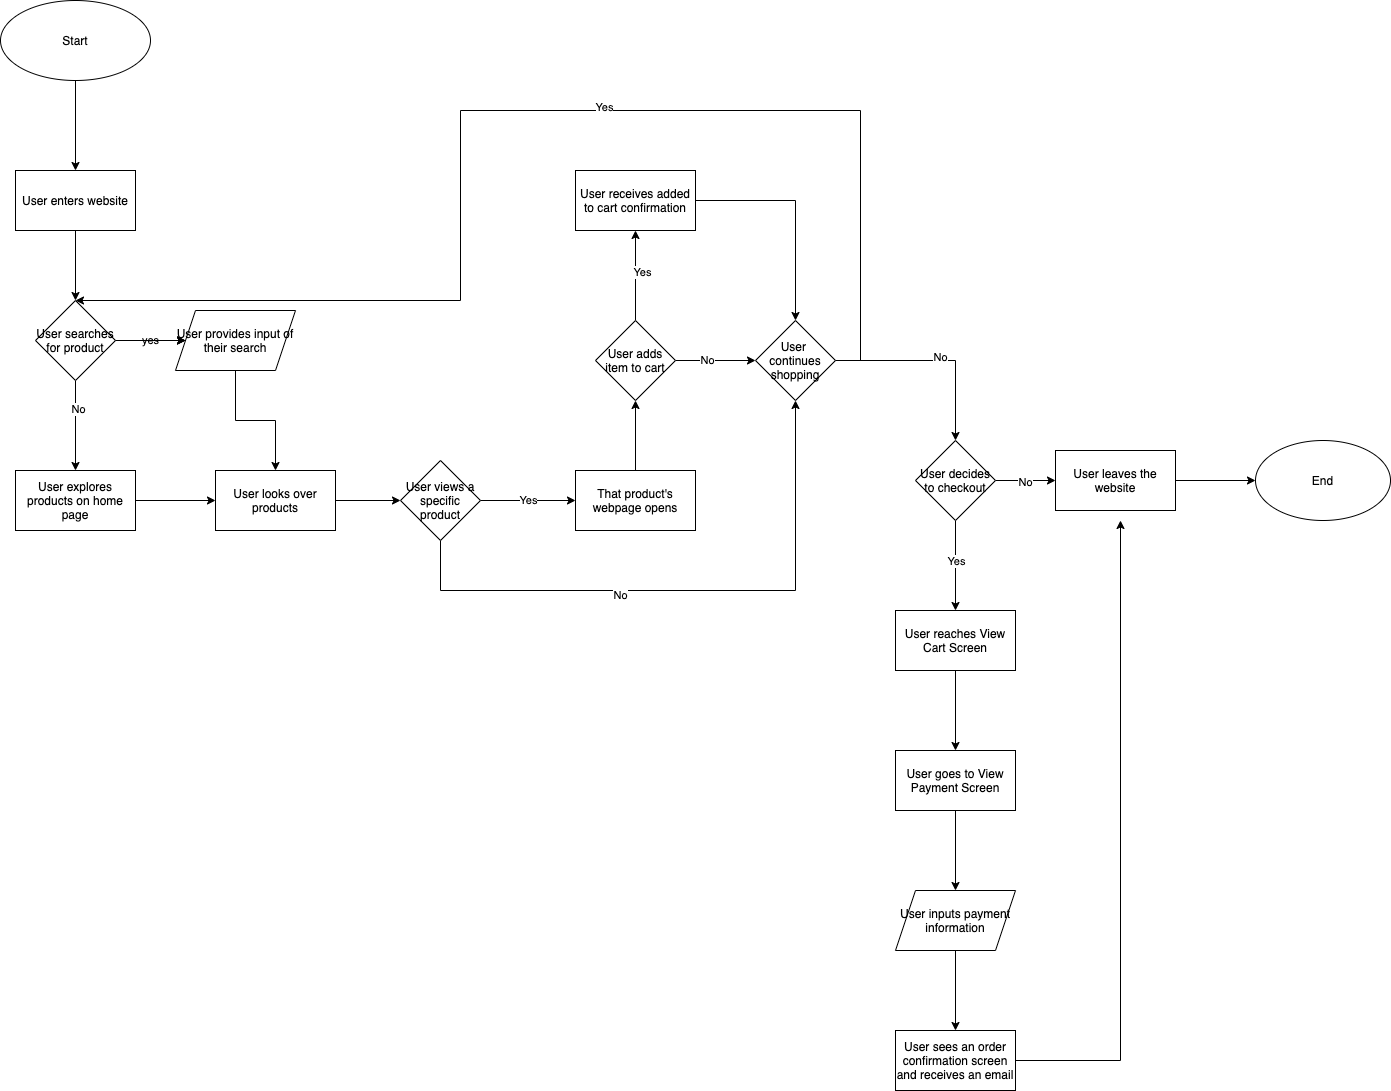 Start
Yes
User enters website
User receives added
to cart confirmation
Yes
User searches
for product
yes
User provides input of
their search
User adds
item to cart
No
User
continues
shopping
No
No
User explores
products on home
page
User looks over
products
User views a
specific
product
Yes
That product's
webpage opens
No
User decides
to checkout
No
User leaves the
website
End
Yes
User reaches View
Cart Screen
User goes to View
Payment Screen
User inputs payment
information
User sees an order
confirmation screen
and receives an email